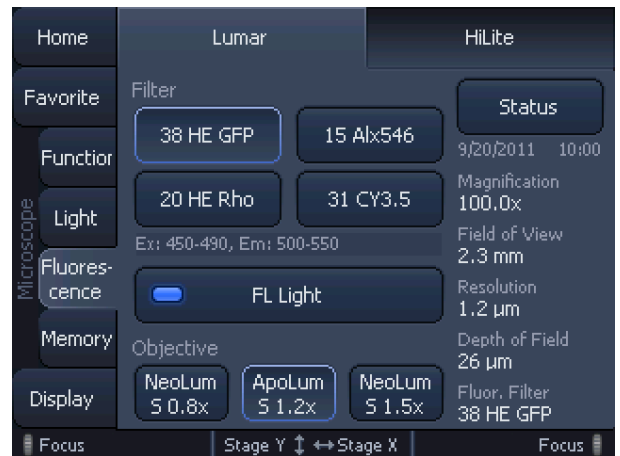 Home
Lumar
HiLite
Favorite
Filter
Status
38 HE GFP
15 Alx546
9/20/2011 10:00
Function
Magnification
100.0x
Microscope
20 HE Rho
31 CY3.5
Light
Field of View
2.3 mm
Ex: 450-490, Em: 500-550
Fluores-
cence
FL Light
Resolution
1.2 µm
Memory
Objective
Depth of Field
26 µm
Display
NeoLum
S 0.8x
ApoLum
S 1.2x
NeoLum
S 1.5x
Fluor. Filter
38 HE GFP
Focus
Stage Y ↕ ↔ Stage X
Focus